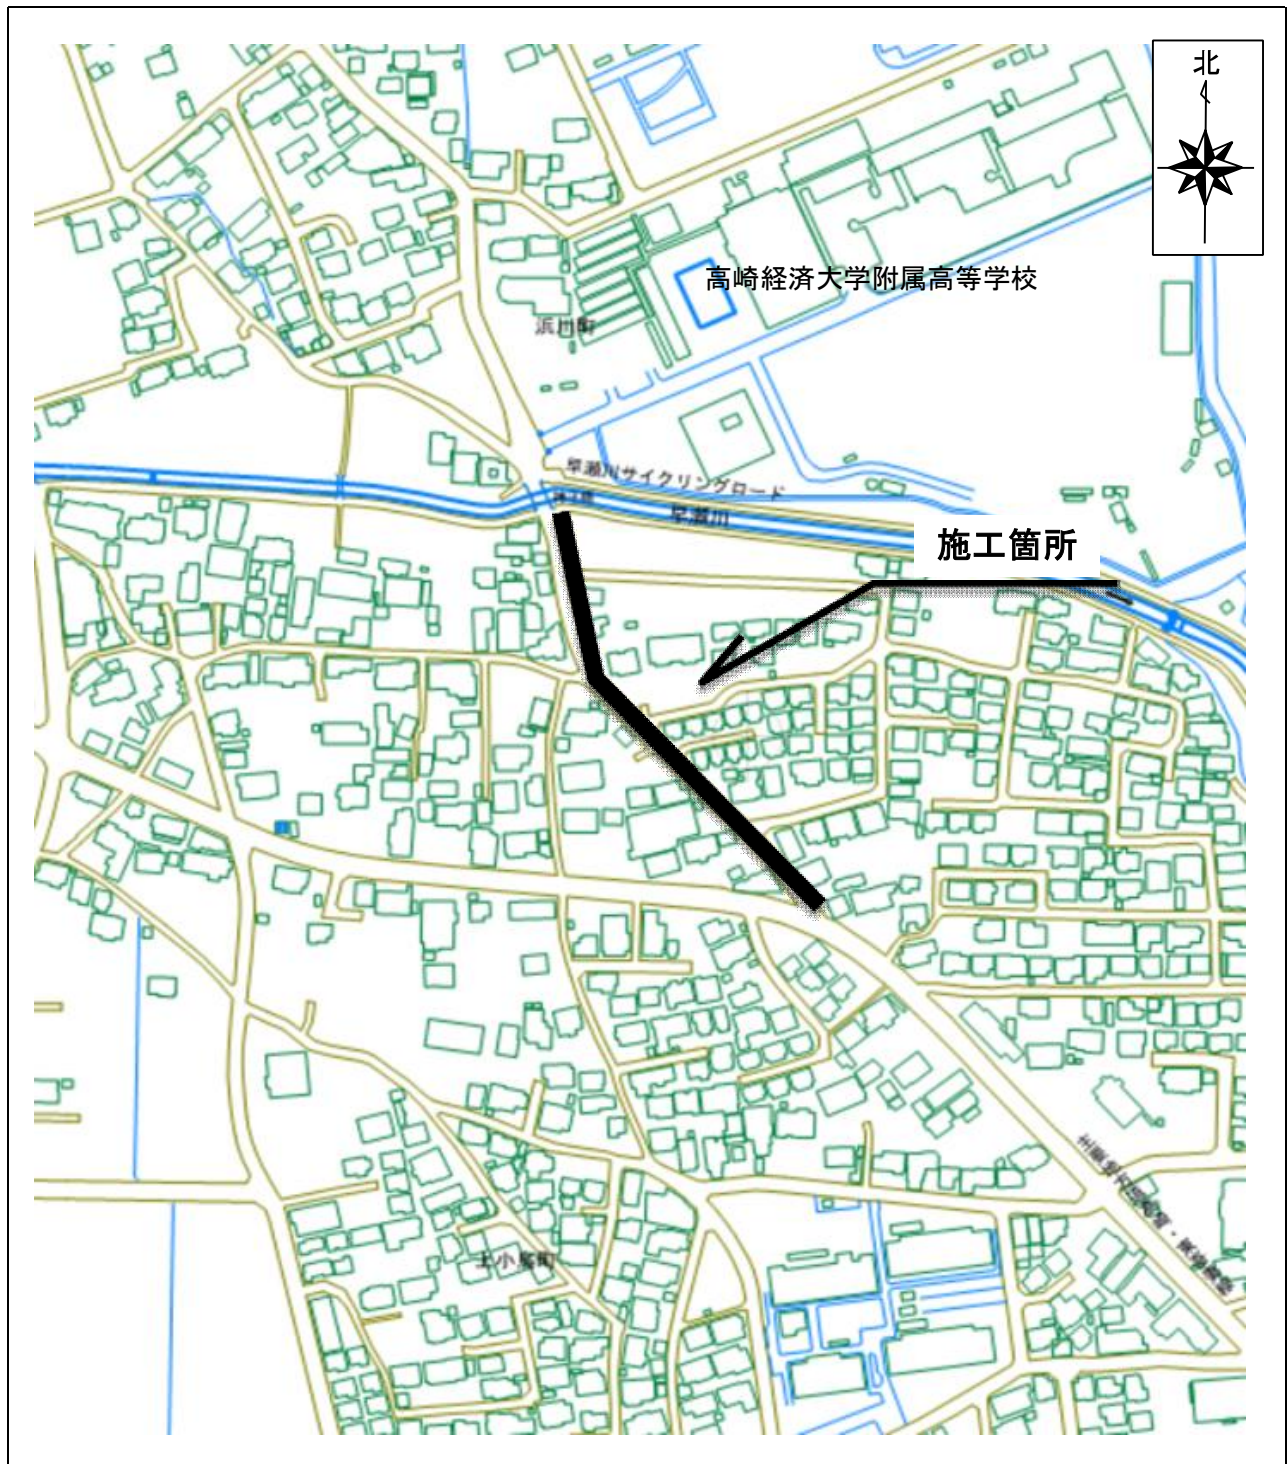 北
高崎経済大学附属高等学校
浜川町
早瀬川サイクリングロード
早瀬川
施工箇所
上小鳥町